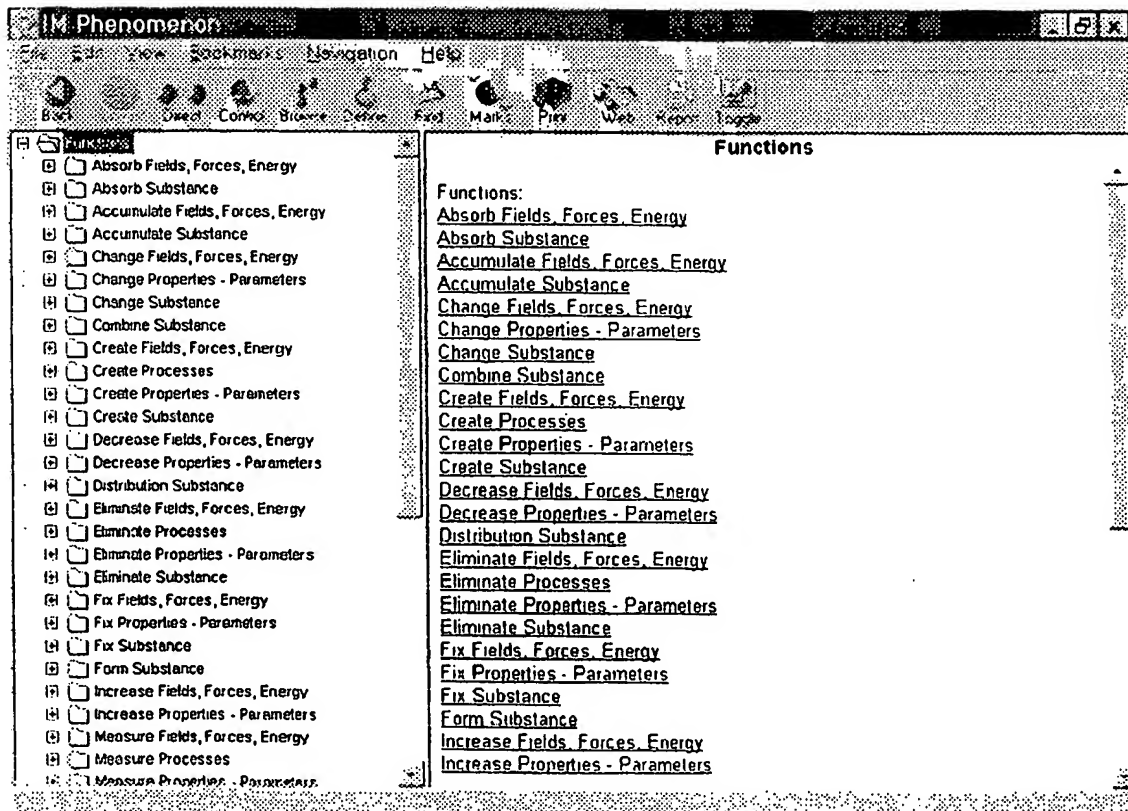 IM Phenomenon
File Edit View Bookmarks Navigation Help
Back Direct Control Browse Define Find Marks Print Web Report Toggle
Functions
Absorb Fields, Forces, Energy
Absorb Substance
Accumulate Fields, Forces, Energy
Accumulate Substance
Change Fields, Forces, Energy
Change Properties - Parameters
Change Substance
Combine Substance
Create Fields, Forces, Energy
Create Processes
Create Properties - Parameters
Create Substance
Decrease Fields, Forces, Energy
Decrease Properties - Parameters
Distribution Substance
Eliminate Fields, Forces, Energy
Eliminate Processes
Eliminate Properties - Parameters
Eliminate Substance
Fix Fields, Forces, Energy
Fix Properties - Parameters
Fix Substance
Form Substance
Increase Fields, Forces, Energy
Increase Properties - Parameters
Measure Fields, Forces, Energy
Measure Processes
Measure Properties - Parameters
Functions
Functions:
Absorb Fields, Forces, Energy
Absorb Substance
Accumulate Fields, Forces, Energy
Accumulate Substance
Change Fields, Forces, Energy
Change Properties - Parameters
Change Substance
Combine Substance
Create Fields, Forces, Energy
Create Processes
Create Properties - Parameters
Create Substance
Decrease Fields, Forces, Energy
Decrease Properties - Parameters
Distribution Substance
Eliminate Fields, Forces, Energy
Eliminate Processes
Eliminate Properties - Parameters
Eliminate Substance
Fix Fields, Forces, Energy
Fix Properties - Parameters
Fix Substance
Form Substance
Increase Fields, Forces, Energy
Increase Properties - Parameters